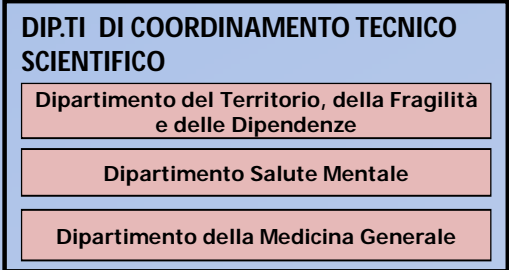 DIP.TI DI COORDINAMENTO TECNICO
SCIENTIFICO
Dipartimento del Territorio, della Fragilità
e delle Dipendenze
Dipartimento Salute Mentale
Dipartimento della Medicina Generale